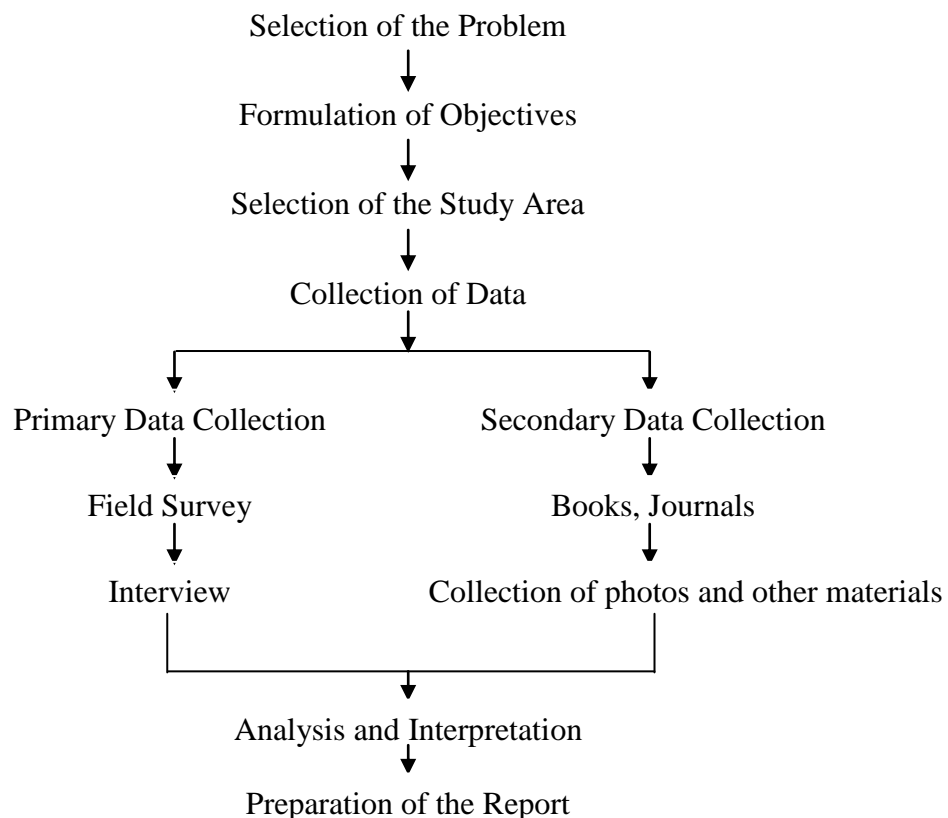 Selection of the Problem
Formulation of Objectives
Selection of the Study Area
Collection of Data
Primary Data Collection
Secondary Data Collection
Field Survey
Books, Journals
Interview
Collection of photos and other materials
Analysis and Interpretation
Preparation of the Report